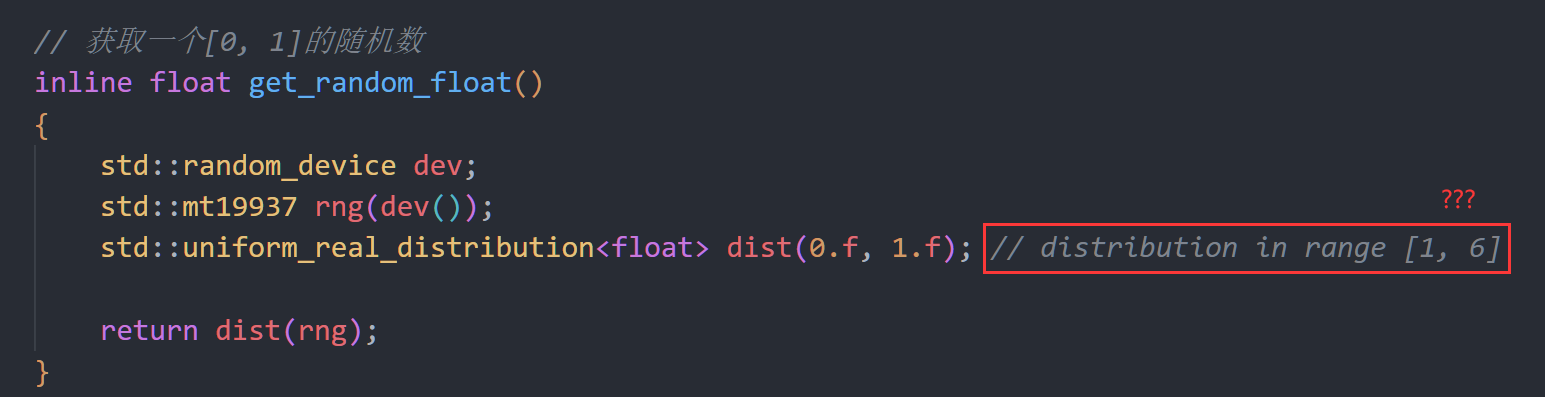 // 获取一个[0, 1]的随机数
inline float get_random_float()
{
    std::random_device dev;
    std::mt19937 rng(dev());
???
    std::uniform_real_distribution<float> dist(0.f, 1.f); // distribution in range [1, 6]
    return dist(rng);
}